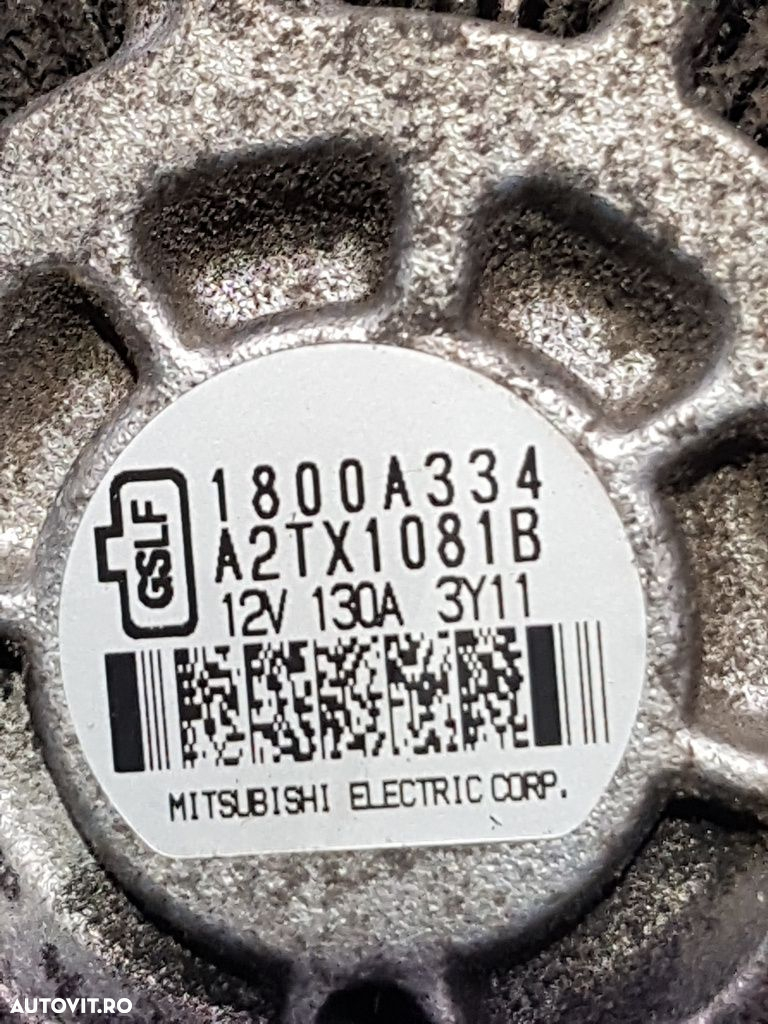 GSLF
1800A334
A2TX1081B
12V 130A 3Y11
MITSUBISHI ELECTRIC CORP.
AUTOVIT.RO